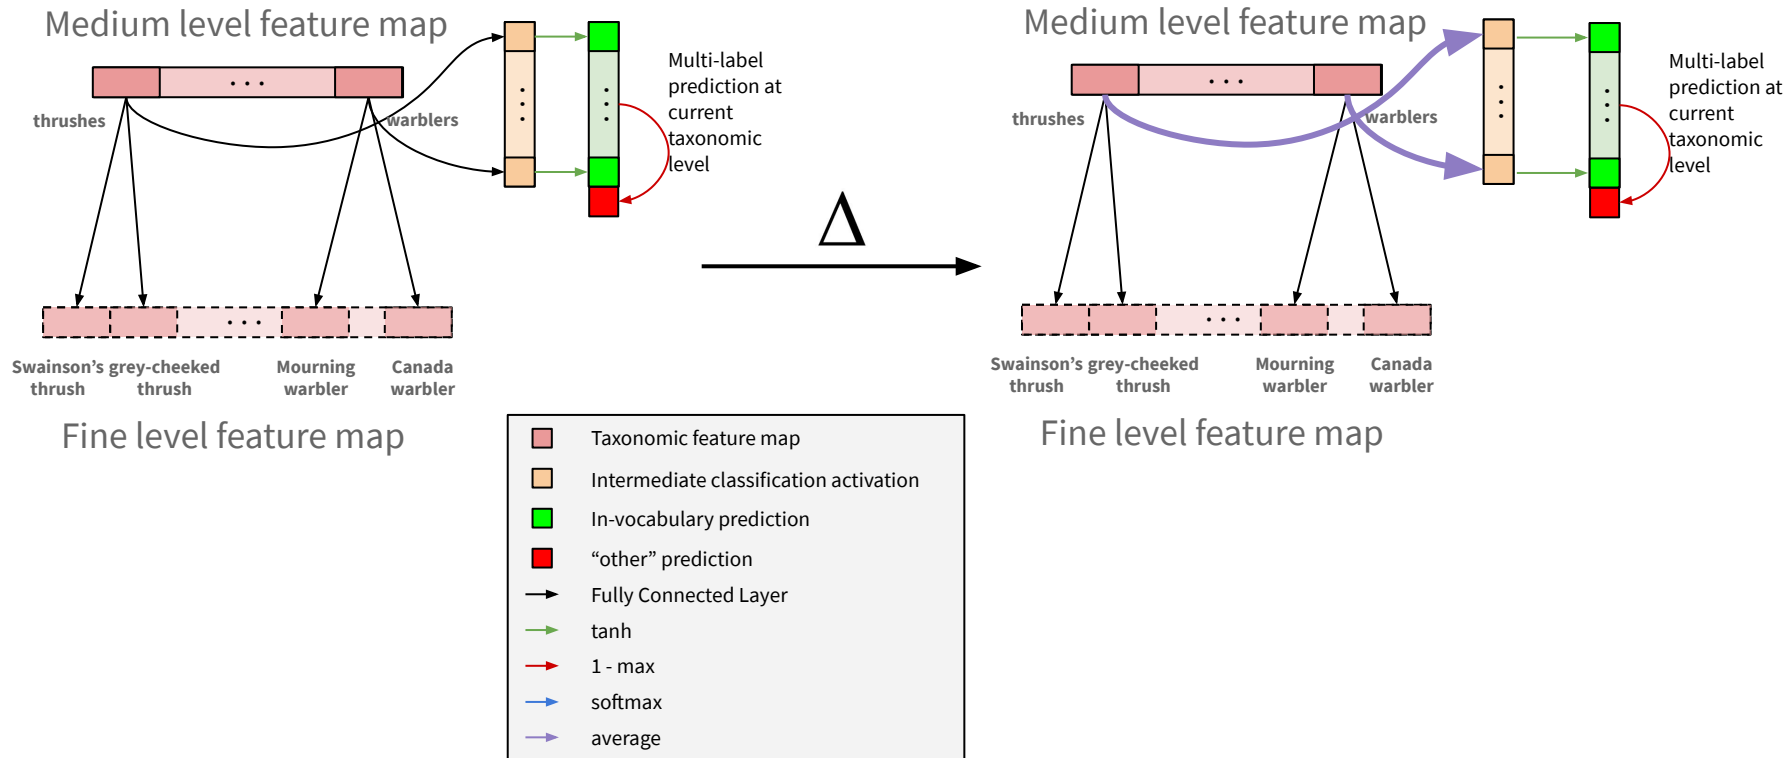 Medium level feature map
• • •
thrushes
warblers
Multi-label
prediction at
current
taxonomic
level
• • •
Swainson’s grey-cheeked
thrush
thrush
Mourning
warbler
Canada
warbler
Fine level feature map
Δ
Medium level feature map
• • •
thrushes
warblers
Multi-label
prediction at
current
taxonomic
level
• • •
Swainson’s grey-cheeked
thrush
thrush
Mourning
warbler
Canada
warbler
Fine level feature map
Taxonomic feature map
Intermediate classification activation
In-vocabulary prediction
“other” prediction
Fully Connected Layer
tanh
1 - max
softmax
average